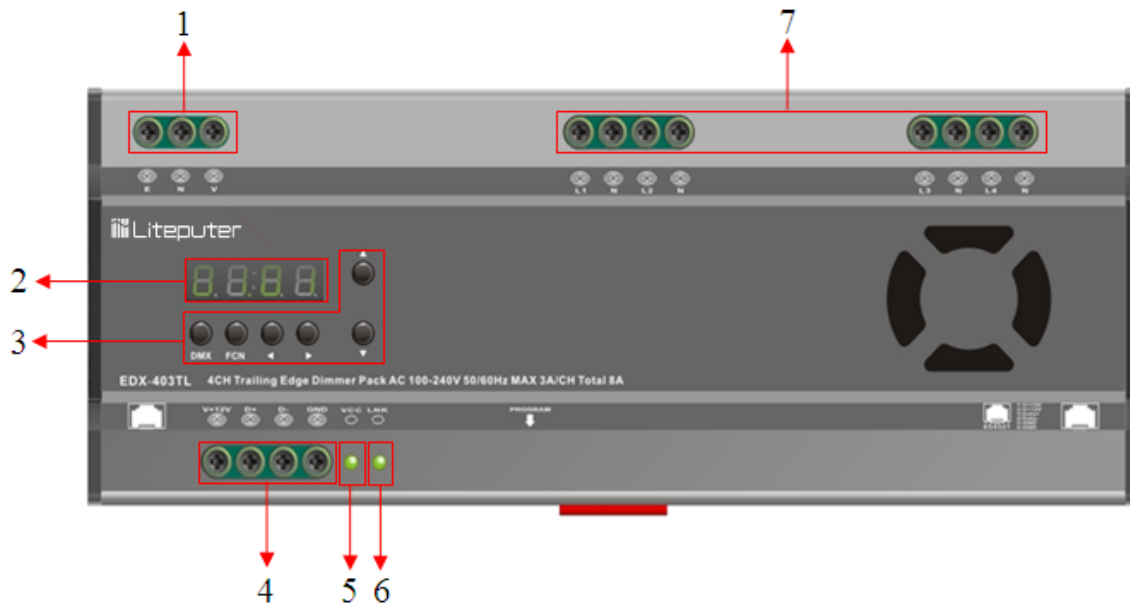 1
7
E N V
L1 N L2 N
L3 N L4 N
Liteputer
2
3
DMX FCN
EDX-403TL 4CH Trailing Edge Dimmer Pack AC 100-240V 50/60Hz MAX 3A/CH Total 8A
V+12V D+ D- GND VCC LNK
PROGRAM
654321
4
5
6